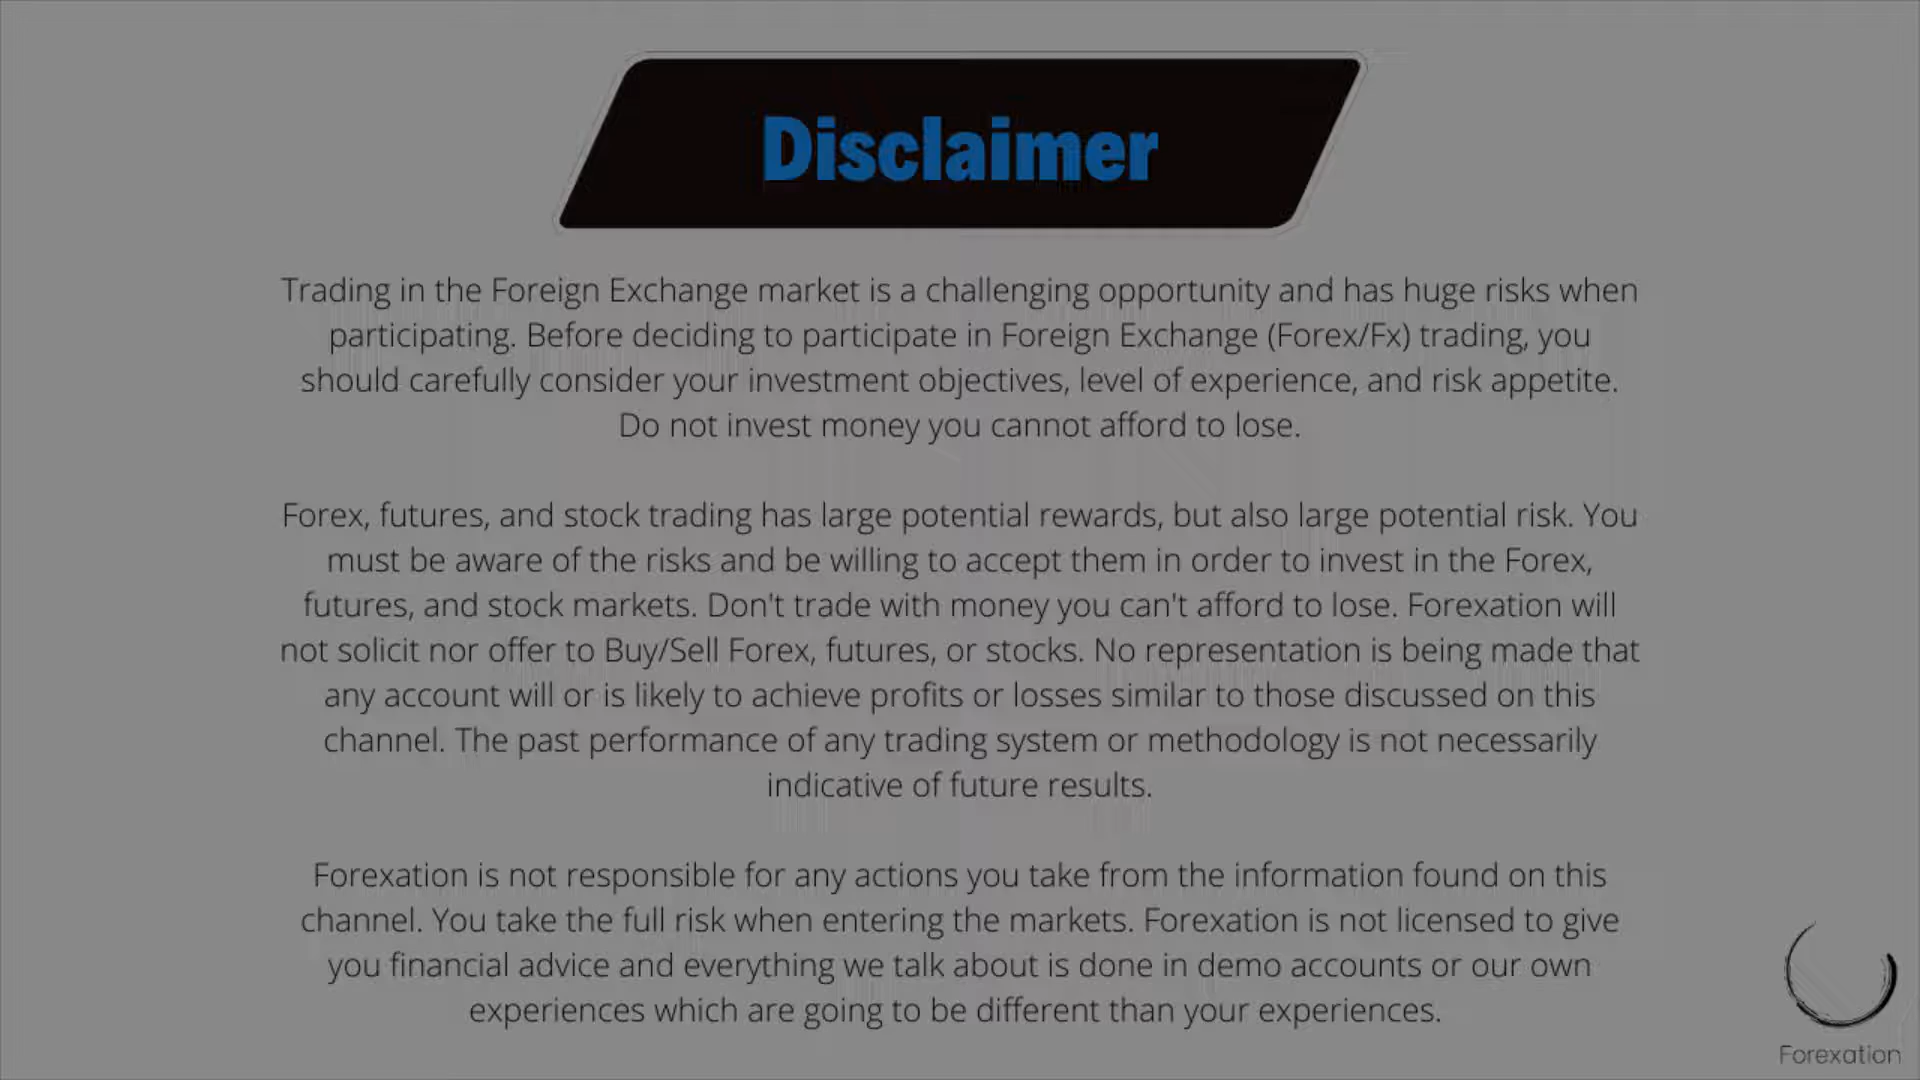 Disclaimer
Trading in the Foreign Exchange market is a challenging opportunity and has huge risks when
participating. Before deciding to participate in Foreign Exchange (Forex/Fx) trading, you
should carefully consider your investment objectives, level of experience, and risk appetite.
Do not invest money you cannot afford to lose.
Forex, futures, and stock trading has large potential rewards, but also large potential risk. You
must be aware of the risks and be willing to accept them in order to invest in the Forex,
futures, and stock markets. Don't trade with money you can't afford to lose. Forexation will
not solicit nor offer to Buy/Sell Forex, futures, or stocks. No representation is being made that
any account will or is likely to achieve profits or losses similar to those discussed on this
channel. The past performance of any trading system or methodology is not necessarily
indicative of future results.
Forexation is not responsible for any actions you take from the information found on this
channel. You take the full risk when entering the markets. Forexation is not licensed to give
you financial advice and everything we talk about is done in demo accounts or our own
experiences which are going to be different than your experiences.
Forexation